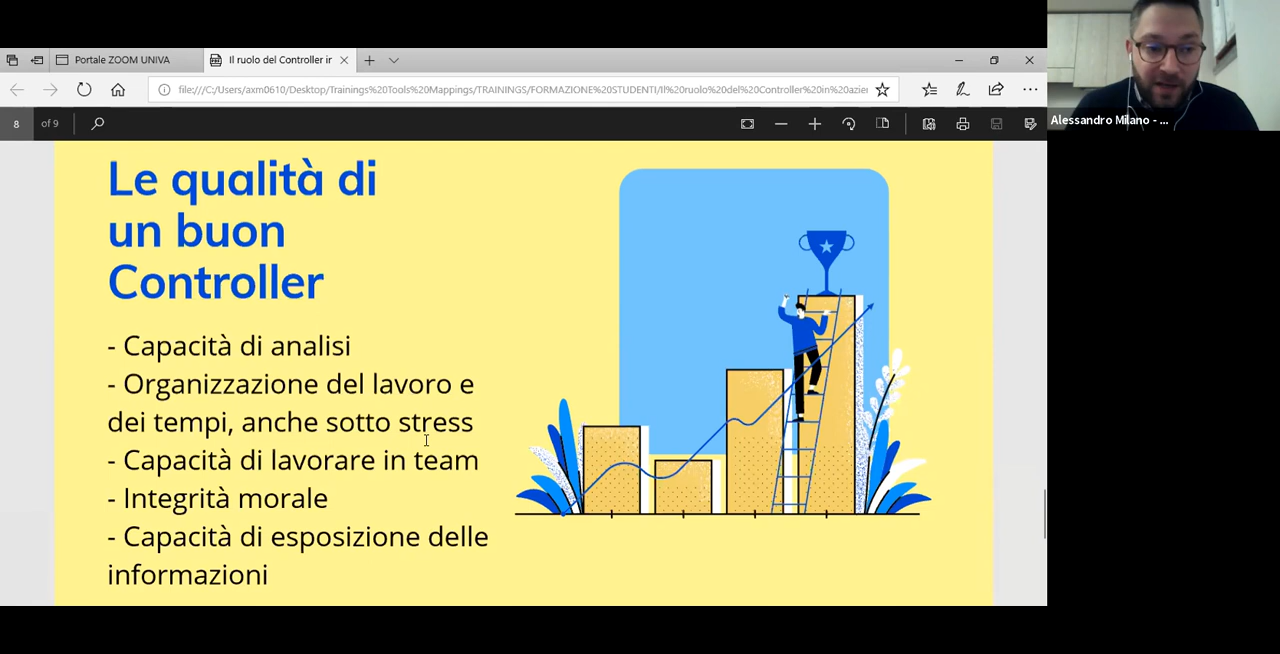 Portale ZOOM UNIVA
Il ruolo del Controller ir
file:///C:/Users/axm0610/Desktop/Trainings%20Tools%20Mappings/TRAININGS/FORMAZIONE%20STUDENTI/Il%20ruolo%20del%20Controller%20in%20azier
8 of 9
Alessandro Milano - ...
Le qualità di
un buon
Controller
- Capacità di analisi
- Organizzazione del lavoro e
dei tempi, anche sotto stress
- Capacità di lavorare in team
- Integrità morale
- Capacità di esposizione delle
informazioni